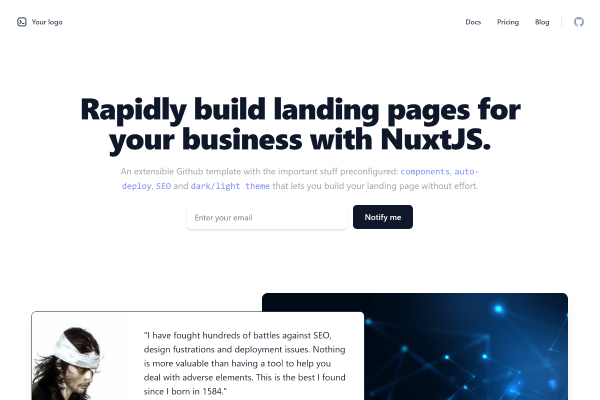 Your logo
Docs
Pricing
Blog
Rapidly build landing pages for
your business with NuxtJS.
An extensible Github template with the important stuff preconfigured: components, auto-
deploy, SEO and dark/light theme that lets you build your landing page without effort.
Enter your email
Notify me
"I have fought hundreds of battles against SEO,
design fustrations and deployment issues. Nothing
is more valuable than having a tool to help you
deal with adverse elements. This is the best I found
since I born in 1584."